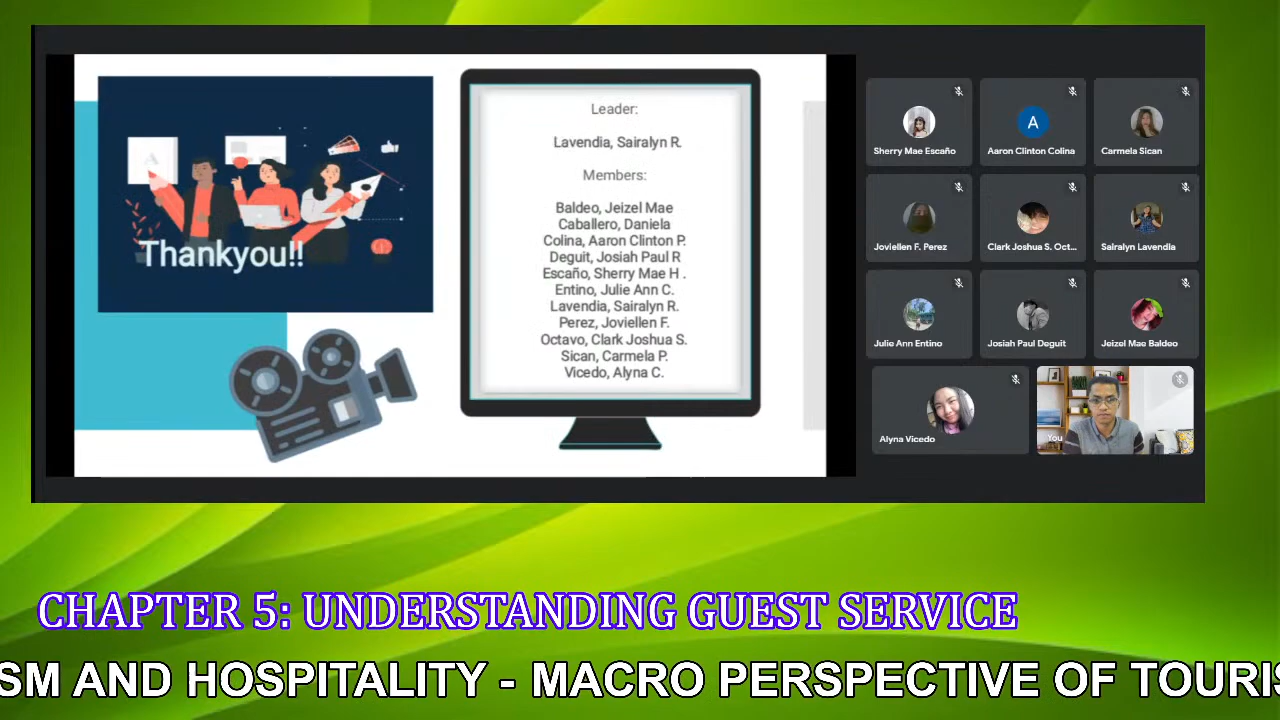 Thankyou!!
Leader:
Lavendia, Sairalyn R.
Members:
Baldeo, Jeizel Mae
Caballero, Daniela
Colina, Aaron Clinton P.
Deguit, Josiah Paul R
Escaño, Sherry Mae H .
Entino, Julie Ann C.
Lavendia, Sairalyn R.
Perez, Joviellen F.
Octavo, Clark Joshua S.
Sican, Carmela P.
Vicedo, Alyna C.
A
A
Sherry Mae Escaño
Aaron Clinton Colina
Carmela Sican
Joviellen F. Perez
Clark Joshua S. Oct...
Sairalyn Lavendia
Julie Ann Entino
Josiah Paul Deguit
Jeizel Mae Baldeo
Alyna Vicedo
You
CHAPTER 5: UNDERSTANDING GUEST SERVICE
SM AND HOSPITALITY - MACRO PERSPECTIVE OF TOURIS